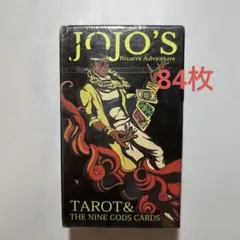 JOJO'S
Bizarre Adventure
84枚
TAROT&
THE NINE GODS CARDS